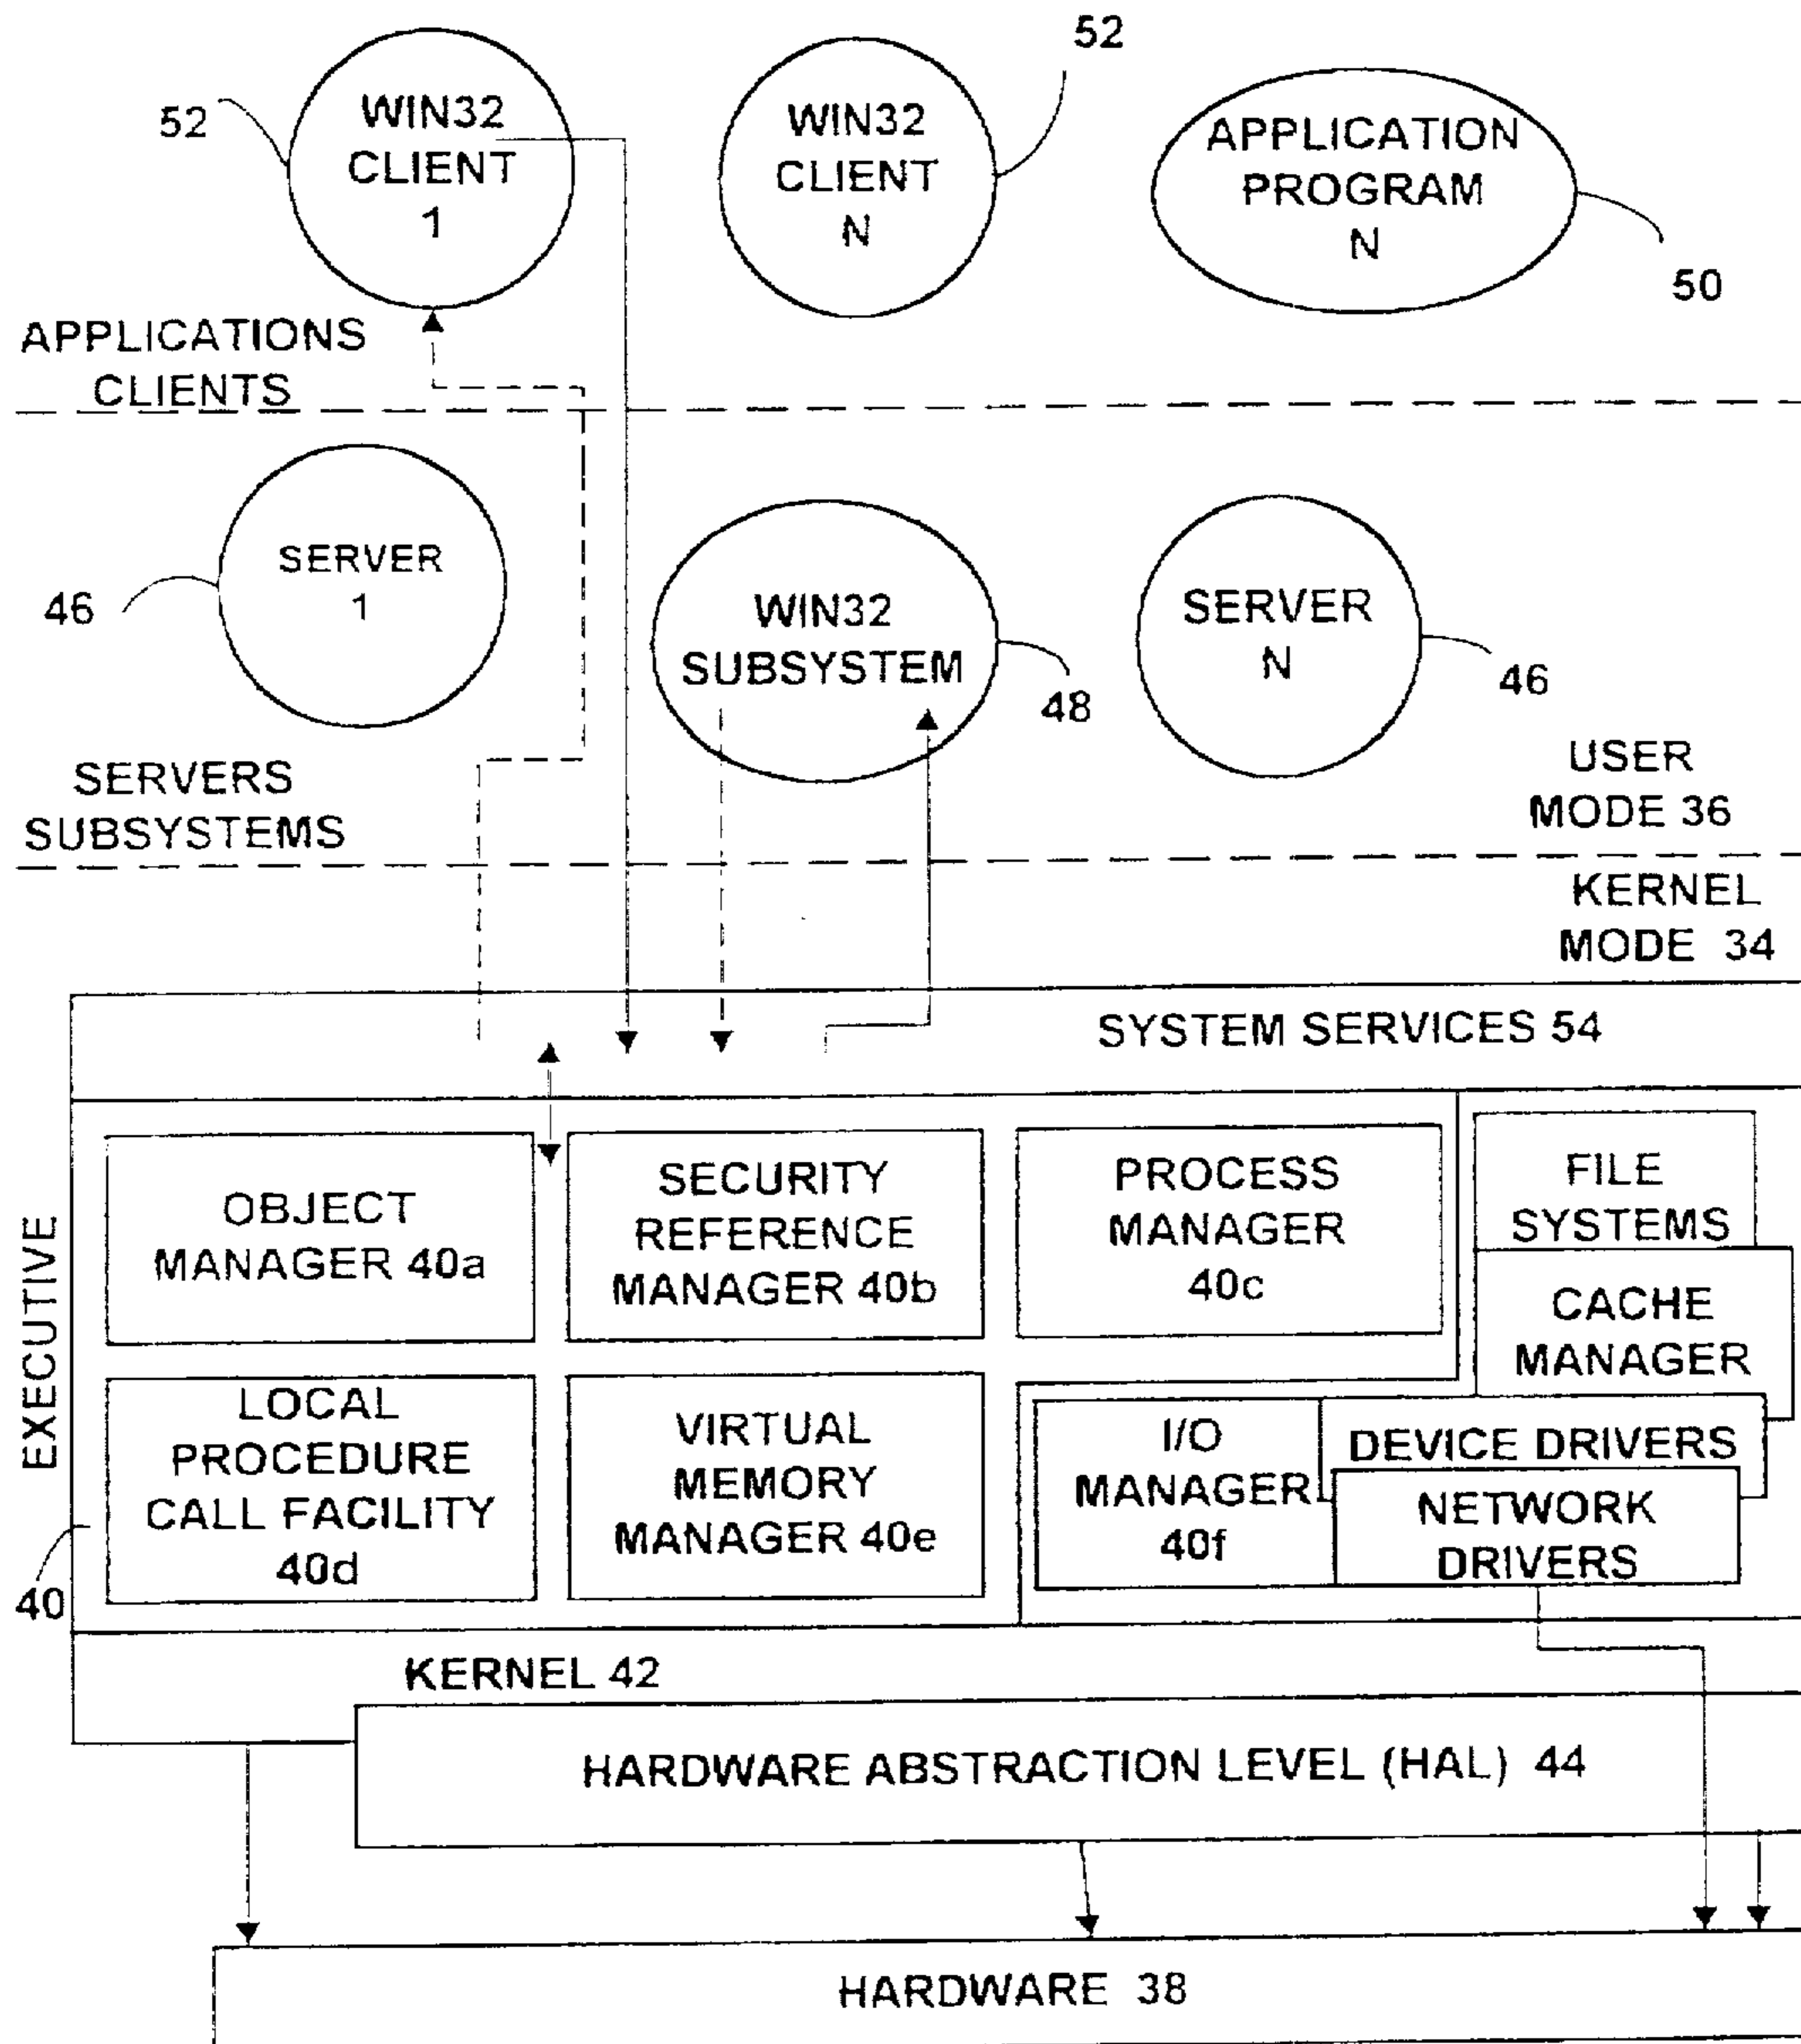 52
WIN32
CLIENT
1
52
WIN32
CLIENT
N
APPLICATION
PROGRAM
N
50
APPLICATIONS
CLIENTS
46
SERVER
1
WIN32
SUBSYSTEM
48
SERVER
N
46
SERVERS
SUBSYSTEMS
USER
MODE 36
KERNEL
MODE 34
SYSTEM SERVICES 54
EXECUTIVE
40
OBJECT
MANAGER 40a
SECURITY
REFERENCE
MANAGER 40b
PROCESS
MANAGER
40c
FILE
SYSTEMS
CACHE
MANAGER
LOCAL
PROCEDURE
CALL FACILITY
40d
VIRTUAL
MEMORY
MANAGER 40e
I/O
MANAGER
40f
DEVICE DRIVERS
NETWORK
DRIVERS
KERNEL 42
HARDWARE ABSTRACTION LEVEL (HAL) 44
HARDWARE 38